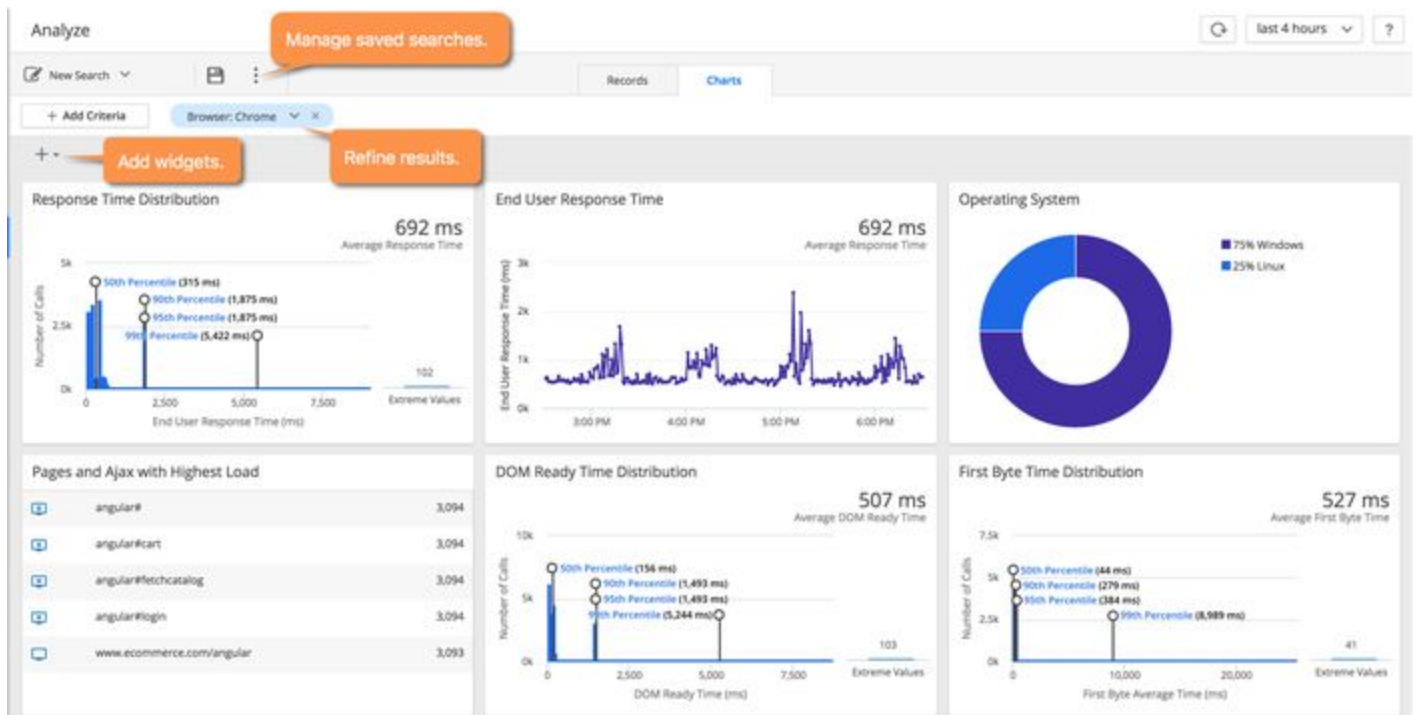 Analyze
Manage saved searches.
last 4 hours
?
New Search
Records
Charts
+ Add Criteria
Browser: Chrome
×
Add widgets.
Refine results.
Response Time Distribution
692 ms
Average Response Time
5k
2.5k
0k
Number of Calls
50th Percentile (315 ms)
90th Percentile (1,875 ms)
95th Percentile (1,875 ms)
99th Percentile (5,422 ms)
0
2,500
5,000
7,500
End User Response Time (ms)
102
Extreme Values
End User Response Time
692 ms
Average Response Time
3k
2k
1k
0k
End User Response Time (ms)
3:00 PM
4:00 PM
5:00 PM
6:00 PM
Operating System
75% Windows
25% Linux
Pages and Ajax with Highest Load
angular# 3,094
angular#cart 3,094
angular#fetchcatalog 3,094
angular#login 3,094
www.ecommerce.com/angular 3,093
DOM Ready Time Distribution
507 ms
Average DOM Ready Time
10k
5k
0k
Number of Calls
50th Percentile (156 ms)
90th Percentile (1,493 ms)
95th Percentile (1,493 ms)
99th Percentile (5,244 ms)
0
2,500
5,000
7,500
DOM Ready Time (ms)
103
Extreme Values
First Byte Time Distribution
527 ms
Average First Byte Time
7.5k
5k
2.5k
0k
Number of Calls
50th Percentile (44 ms)
90th Percentile (279 ms)
95th Percentile (384 ms)
99th Percentile (8,989 ms)
0
10,000
20,000
First Byte Average Time (ms)
41
Extreme Values